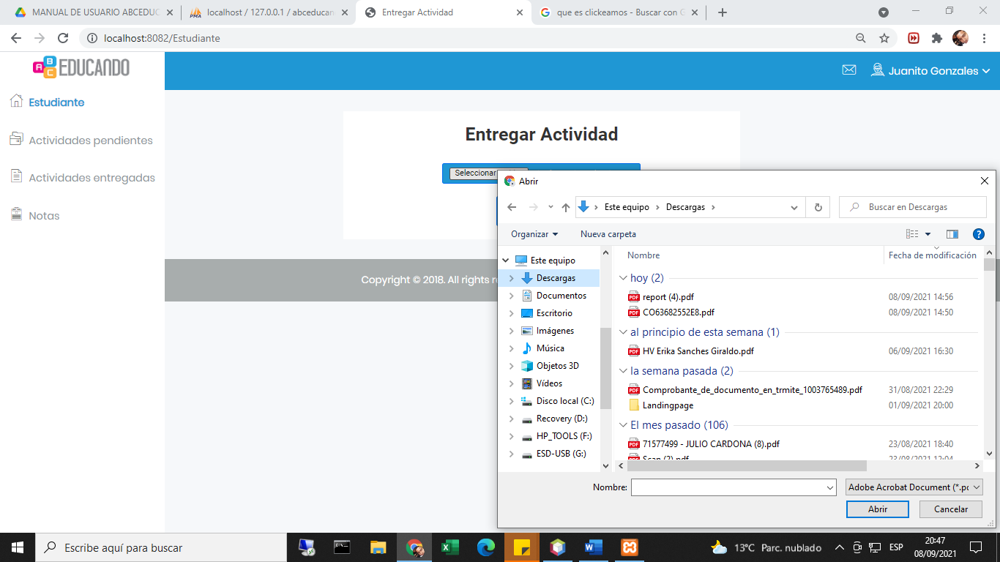 MANUAL DE USUARIO ABCEDUC
localhost / 127.0.0.1 / abceducan
Entregar Actividad
que es clickeamos - Buscar con G
localhost:8082/Estudiante
ABC EDUCANDO
Juanito Gonzales
Estudiante
Actividades pendientes
Actividades entregadas
Notas
Entregar Actividad
Seleccionar
Copyright © 2018. All rights re
Abrir
Este equipo > Descargas >
Buscar en Descargas
Organizar
Nueva carpeta
Este equipo
Descargas
Documentos
Escritorio
Imágenes
Música
Objetos 3D
Vídeos
Disco local (C:)
Recovery (D:)
HP_TOOLS (F:)
ESD-USB (G:)
Nombre Fecha de modificación
hoy (2)
report (4).pdf 08/09/2021 14:56
CO63682552E8.pdf 08/09/2021 14:50
al principio de esta semana (1)
HV Erika Sanches Giraldo.pdf 06/09/2021 16:30
la semana pasada (2)
Comprobante_de_documento_en_trmite_1003765489.pdf 31/08/2021 22:29
Landingpage 01/09/2021 20:00
El mes pasado (106)
71577499 - JULIO CARDONA (8).pdf 23/08/2021 18:40
Scan (2).pdf 23/08/2021 12:04
Nombre:
Adobe Acrobat Document (*.pd
Abrir
Cancelar
Escribe aquí para buscar
13°C Parc. nublado
ESP
20:47
08/09/2021